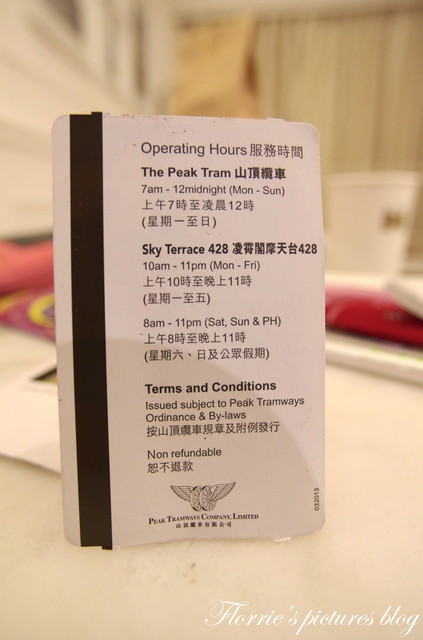 Operating Hours 服務時間
The Peak Tram 山頂纜車
7am - 12midnight (Mon - Sun)
上午7時至凌晨12時
(星期一至日)
Sky Terrace 428 凌霄閣摩天台428
10am - 11pm (Mon - Fri)
上午10時至晚上11時
(星期一至五)
8am - 11pm (Sat, Sun & PH)
上午8時至晚上11時
(星期六、日及公眾假期)
Terms and Conditions
Issued subject to Peak Tramways
Ordinance & By-laws
按山頂纜車規章及附例發行
Non refundable
恕不退款
PEAK TRAMWAYS COMPANY, LIMITED
山頂纜車有限公司
032013
Florrie's pictures blog